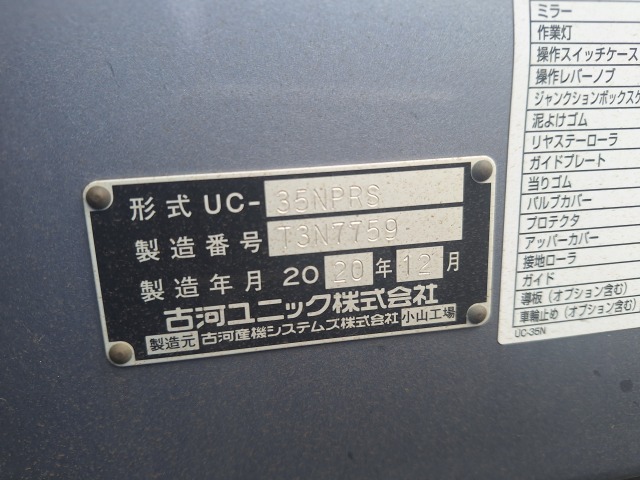 形式 UC- 35NPRS
製造番号 T3N7759
製造年月 2020年12月
古河ユニック株式会社
製造元 古河産機システムズ株式会社 小山工場
ミラー
作業灯
操作スイッチケース
操作レバーノブ
ジャンクションボックスケ
泥よけゴム
リヤステーローラ
ガイドプレート
当りゴム
バルブカバー
プロテクタ
アッパーカバー
接地ローラ
ガイド
導板（オプション含む）
車輪止め（オプション含む）
UC-35N